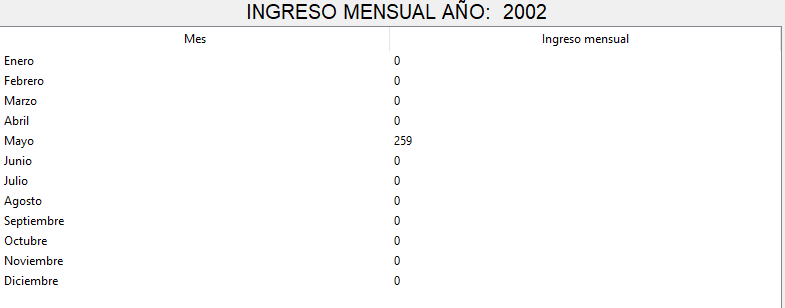 INGRESO MENSUAL AÑO: 2002
Mes Ingreso mensual
Enero 0
Febrero 0
Marzo 0
Abril 0
Mayo 259
Junio 0
Julio 0
Agosto 0
Septiembre 0
Octubre 0
Noviembre 0
Diciembre 0